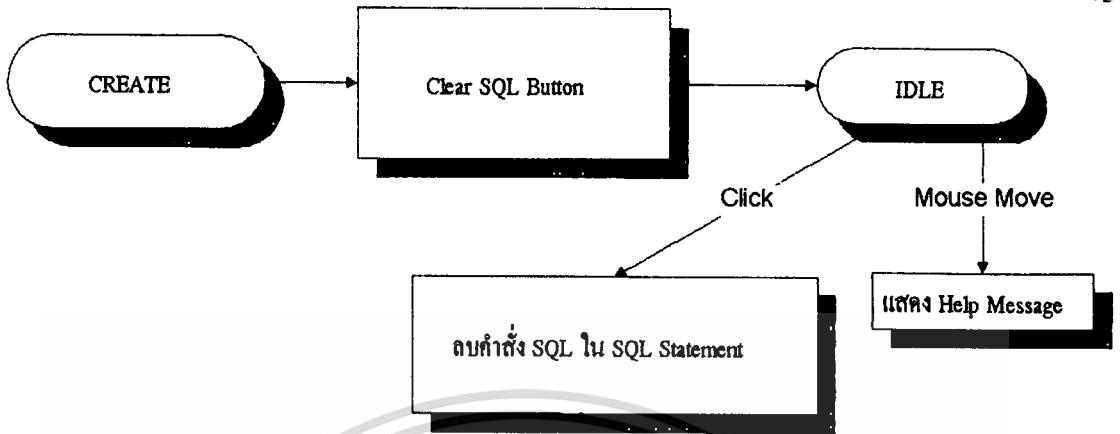 CREATE
Clear SQL Button
IDLE
Click
Mouse Move
แสดง Help Message
ลบคำสั่ง SQL ใน SQL Statement